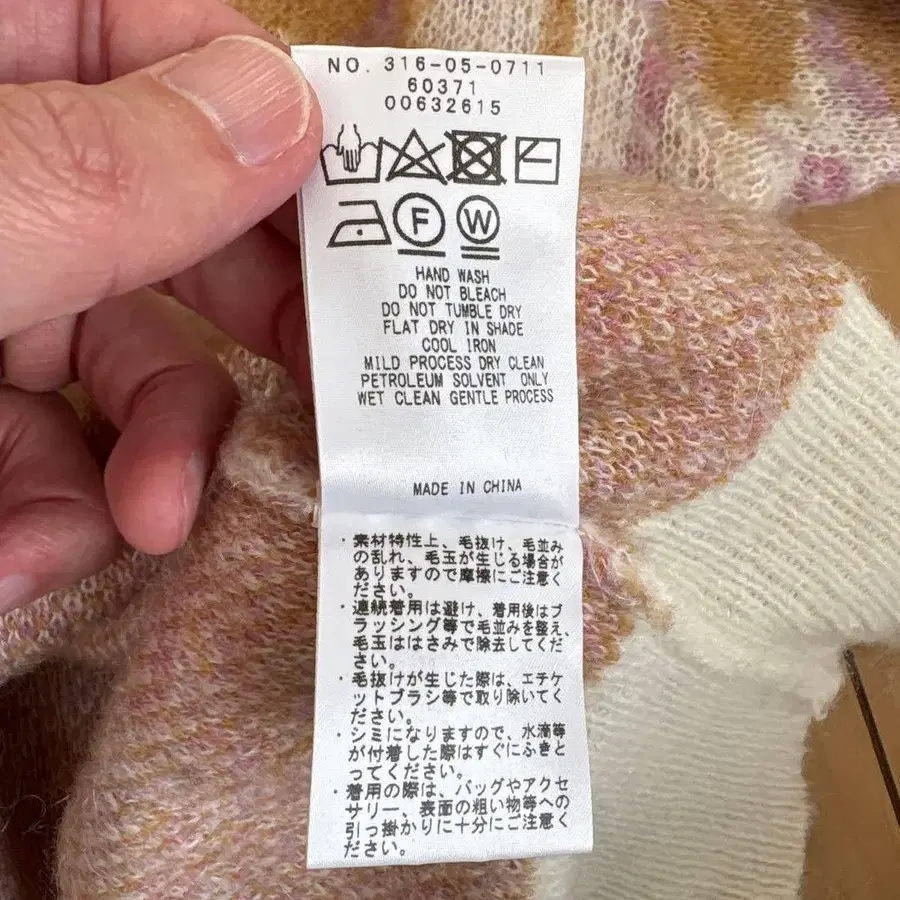 NO. 316-05-0711
60371
00632615
F W
HAND WASH
DO NOT BLEACH
DO NOT TUMBLE DRY
FLAT DRY IN SHADE
COOL IRON
MILD PROCESS DRY CLEAN
PETROLEUM SOLVENT ONLY
WET CLEAN GENTLE PROCESS
MADE IN CHINA
・素材特性上、毛抜け、毛並み
の乱れ、毛玉が生じる場合が
ありますので摩擦にご注意く
ださい。
・連続着用は避け、着用後はブ
ラッシング等で毛並みを整え、
毛玉ははさみで除去してくだ
さい。
・毛抜けが生じた際は、エチケ
ットブラシ等で取り除いてく
ださい。
・シミになりますので、水滴等
が付着した際はすぐにふきと
ってください。
・着用の際は、バッグやアクセ
サリー、表面の粗い物等への
引っ掛かりに十分にご注意く
ださい。